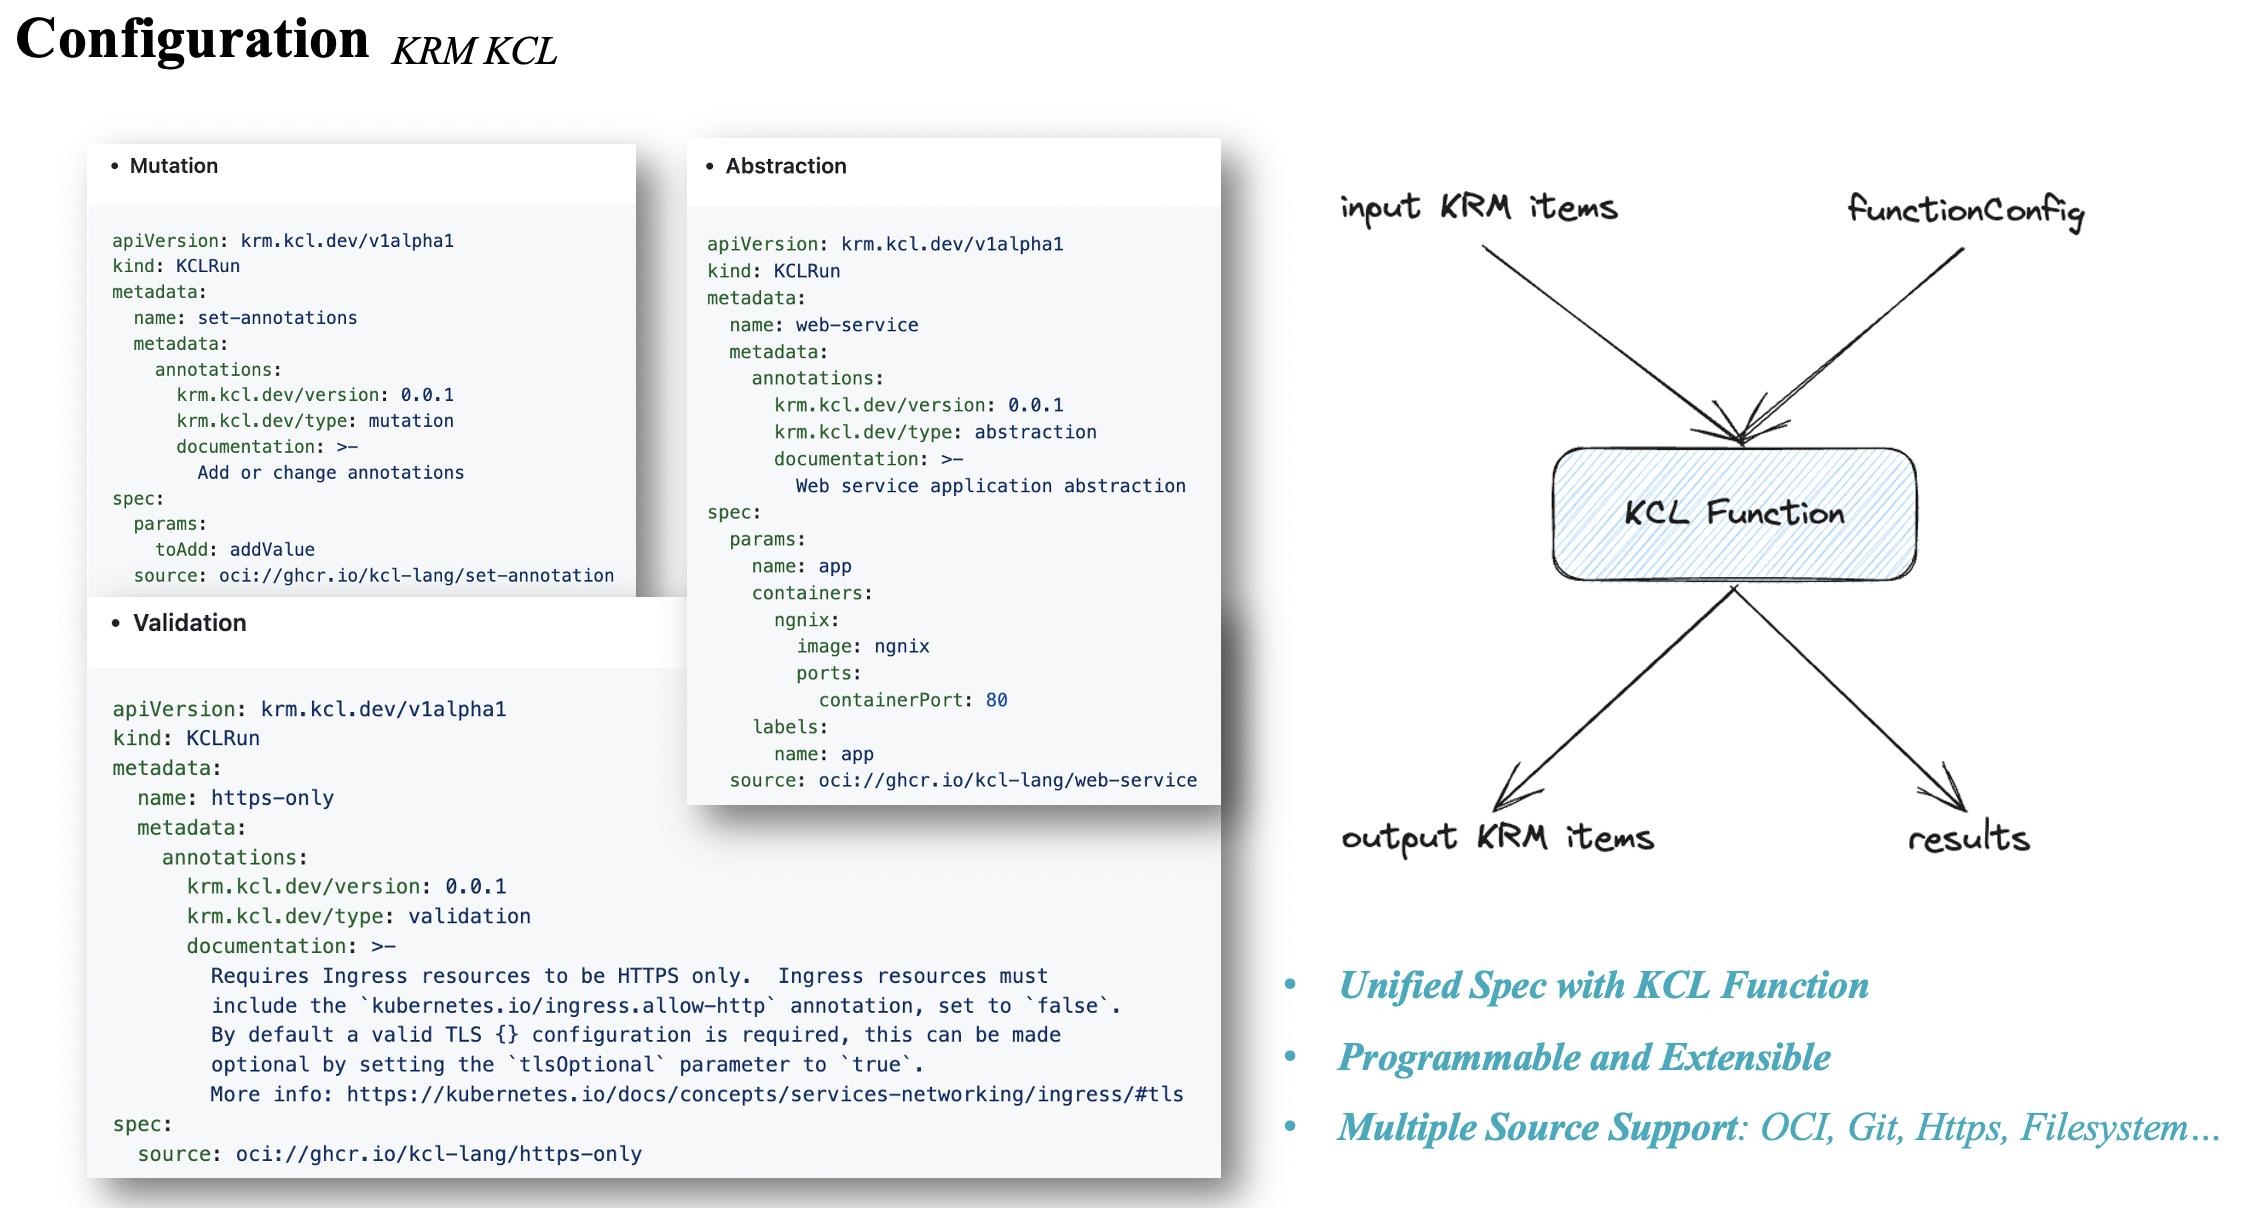 Configuration KRM KCL
• Mutation
apiVersion: krm.kcl.dev/v1alpha1
kind: KCLRun
metadata:
  name: set-annotations
  metadata:
    annotations:
      krm.kcl.dev/version: 0.0.1
      krm.kcl.dev/type: mutation
      documentation: >-
        Add or change annotations
spec:
  params:
    toAdd: addValue
  source: oci://ghcr.io/kcl-lang/set-annotation
• Abstraction
apiVersion: krm.kcl.dev/v1alpha1
kind: KCLRun
metadata:
  name: web-service
  metadata:
    annotations:
      krm.kcl.dev/version: 0.0.1
      krm.kcl.dev/type: abstraction
      documentation: >-
        Web service application abstraction
spec:
  params:
    name: app
    containers:
      ngnix:
        image: ngnix
        ports:
          containerPort: 80
    labels:
      name: app
  source: oci://ghcr.io/kcl-lang/web-service
• Validation
apiVersion: krm.kcl.dev/v1alpha1
kind: KCLRun
metadata:
  name: https-only
  metadata:
    annotations:
      krm.kcl.dev/version: 0.0.1
      krm.kcl.dev/type: validation
      documentation: >-
        Requires Ingress resources to be HTTPS only.  Ingress resources must
        include the `kubernetes.io/ingress.allow-http` annotation, set to `false`.
        By default a valid TLS {} configuration is required, this can be made
        optional by setting the `tlsOptional` parameter to `true`.
        More info: https://kubernetes.io/docs/concepts/services-networking/ingress/#tls
spec:
  source: oci://ghcr.io/kcl-lang/https-only
input KRM items
functionConfig
KCL Function
output KRM items
results
• Unified Spec with KCL Function
• Programmable and Extensible
• Multiple Source Support: OCI, Git, Https, Filesystem…